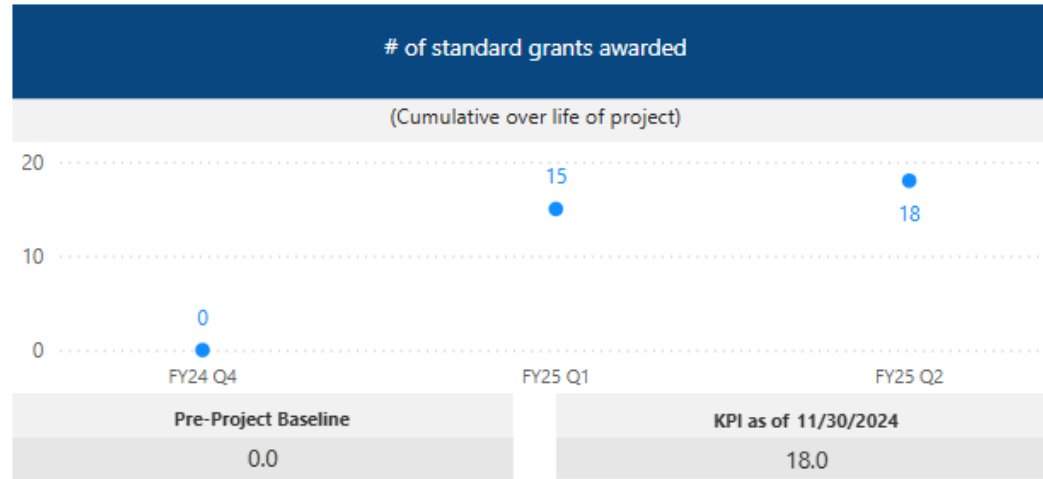 # of standard grants awarded
(Cumulative over life of project)
20
15
18
10
0
0
FY24 Q4 FY25 Q1 FY25 Q2
Pre-Project Baseline KPI as of 11/30/2024
0.0 18.0